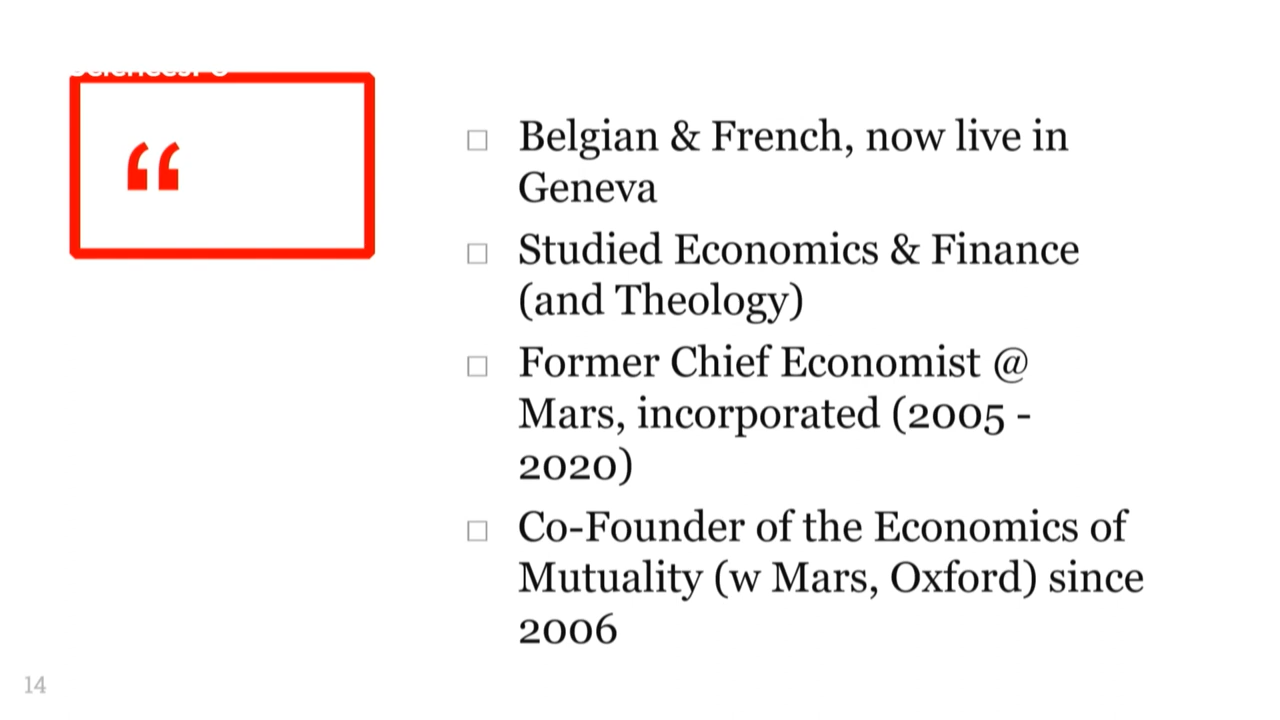 “
□ Belgian & French, now live in
Geneva
□ Studied Economics & Finance
(and Theology)
□ Former Chief Economist @
Mars, incorporated (2005 -
2020)
□ Co-Founder of the Economics of
Mutuality (w Mars, Oxford) since
2006
14